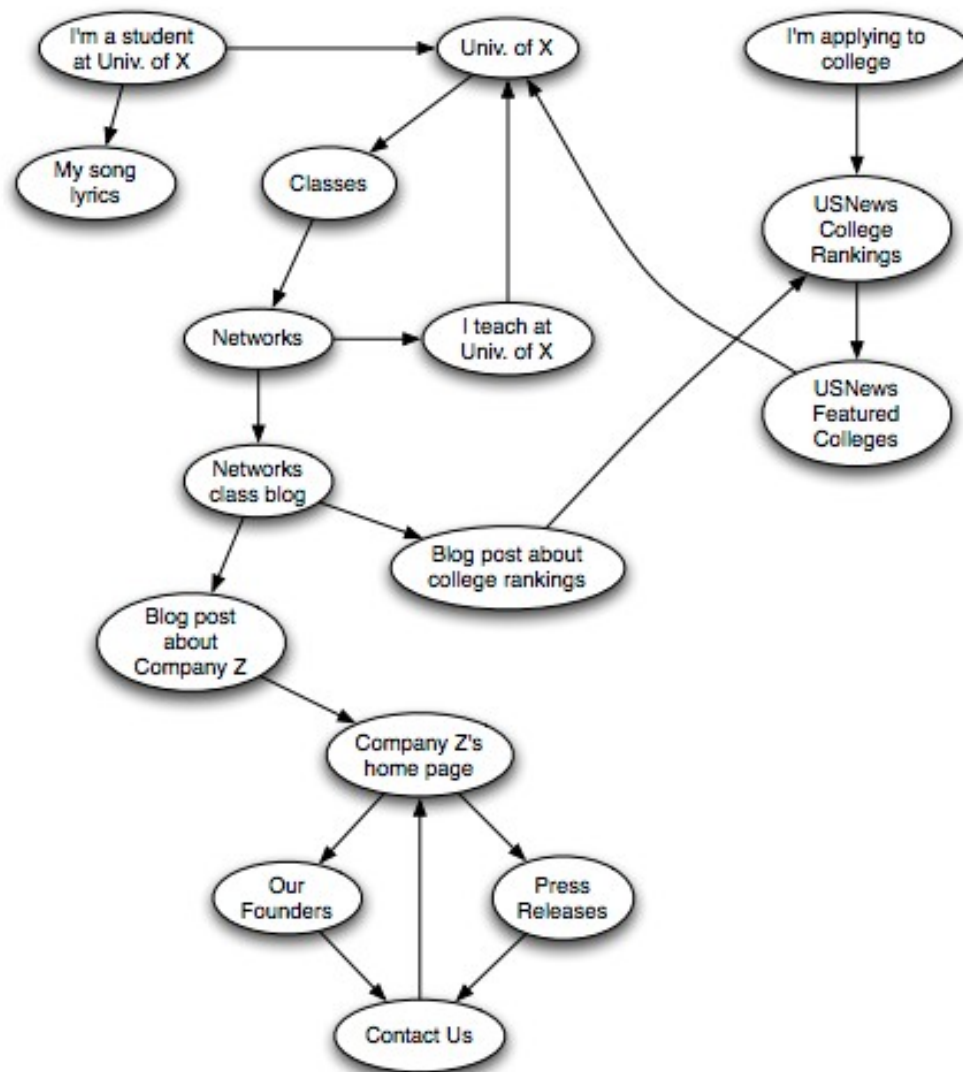 I'm a student
at Univ. of X
Univ. of X
I'm applying to
college
My song
lyrics
Classes
USNews
College
Rankings
Networks
I teach at
Univ. of X
USNews
Featured
Colleges
Networks
class blog
Blog post about
college rankings
Blog post
about
Company Z
Company Z's
home page
Our
Founders
Press
Releases
Contact Us